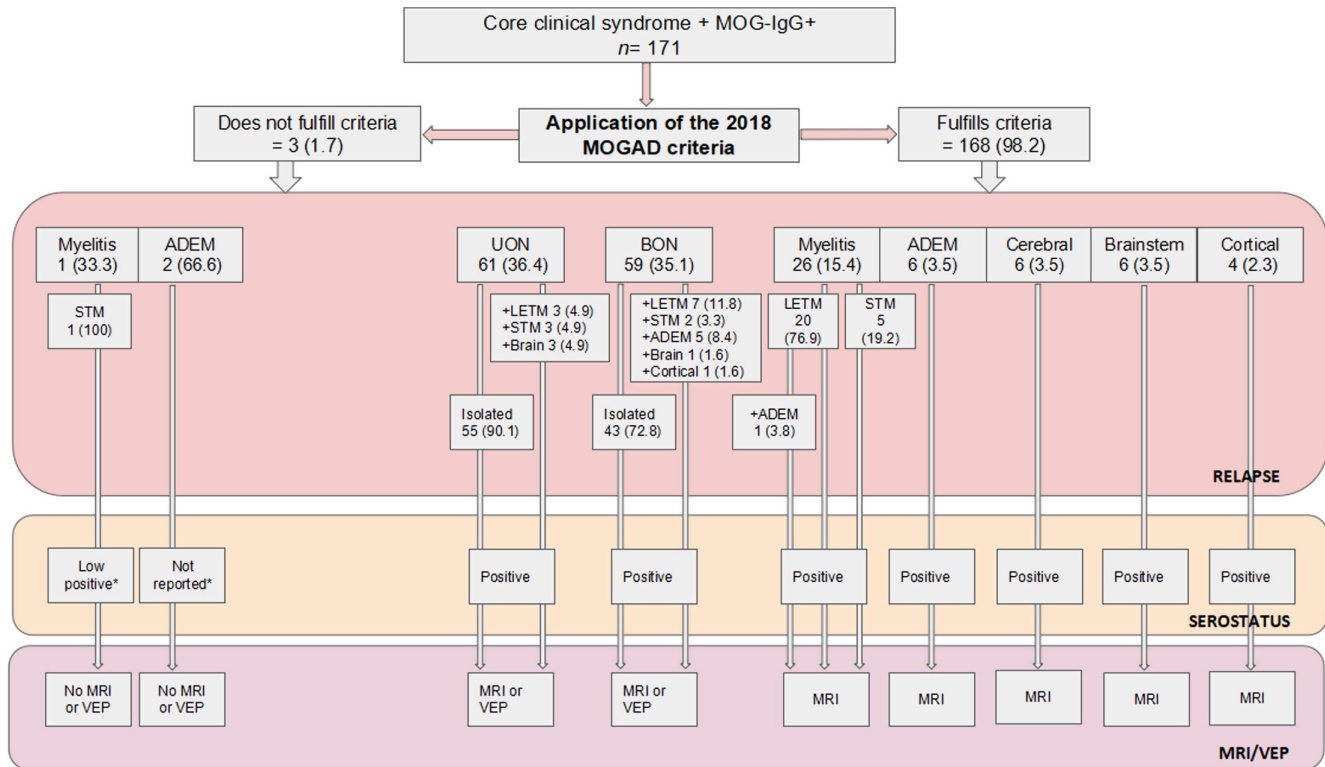 Core clinical syndrome + MOG-IgG+
n= 171
Does not fulfill criteria
= 3 (1.7)
Application of the 2018
MOGAD criteria
Fulfills criteria
= 168 (98.2)
Myelitis
1 (33.3)
ADEM
2 (66.6)
UON
61 (36.4)
BON
59 (35.1)
Myelitis
26 (15.4)
ADEM
6 (3.5)
Cerebral
6 (3.5)
Brainstem
6 (3.5)
Cortical
4 (2.3)
STM
1 (100)
+LETM 3 (4.9)
+STM 3 (4.9)
+Brain 3 (4.9)
+LETM 7 (11.8)
+STM 2 (3.3)
+ADEM 5 (8.4)
+Brain 1 (1.6)
+Cortical 1 (1.6)
LETM
20
(76.9)
STM
5
(19.2)
Isolated
55 (90.1)
Isolated
43 (72.8)
+ADEM
1 (3.8)
RELAPSE
Low
positive*
Not
reported*
Positive
Positive
Positive
Positive
Positive
Positive
Positive
SEROSTATUS
No MRI
or VEP
No MRI
or VEP
MRI or
VEP
MRI or
VEP
MRI
MRI
MRI
MRI
MRI
MRI/VEP